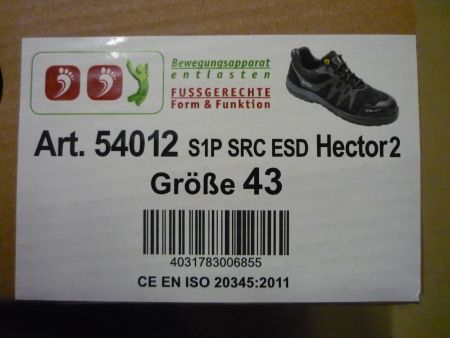 Bewegungsapparat
entlasten
FUSSGERECHTE
Form & Funktion
Art. 54012 S1P SRC ESD Hector2
Größe 43
4031783006855
CE EN ISO 20345:2011